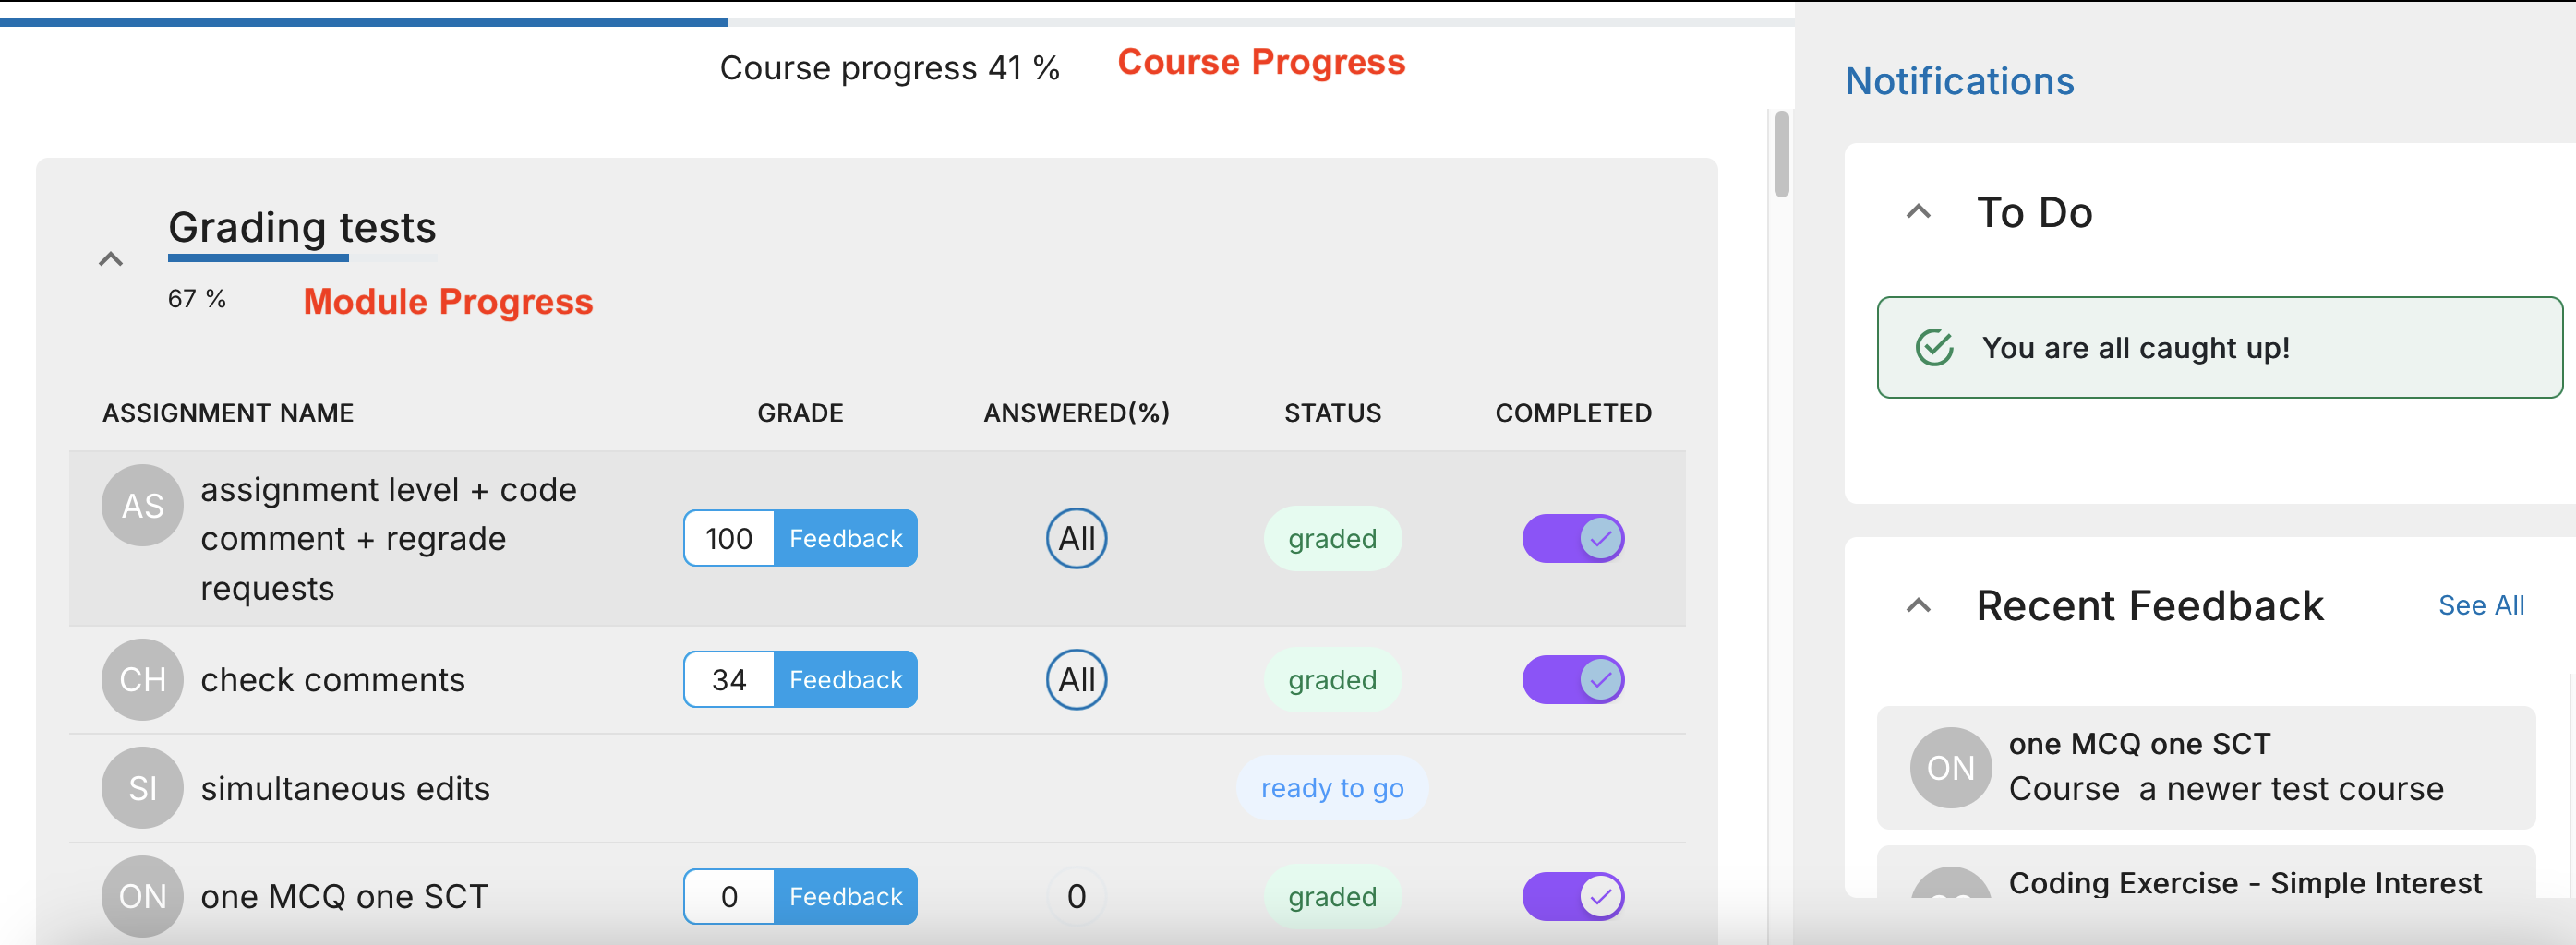 Course progress 41 %
Course Progress
Grading tests
67 %
Module Progress
ASSIGNMENT NAME GRADE ANSWERED(%) STATUS COMPLETED
AS
assignment level + code
comment + regrade
requests
100 Feedback All graded
CH check comments 34 Feedback All graded
SI simultaneous edits ready to go
ON one MCQ one SCT 0 Feedback 0 graded
Notifications
To Do
You are all caught up!
Recent Feedback See All
ON
one MCQ one SCT
Course a newer test course
Coding Exercise - Simple Interest